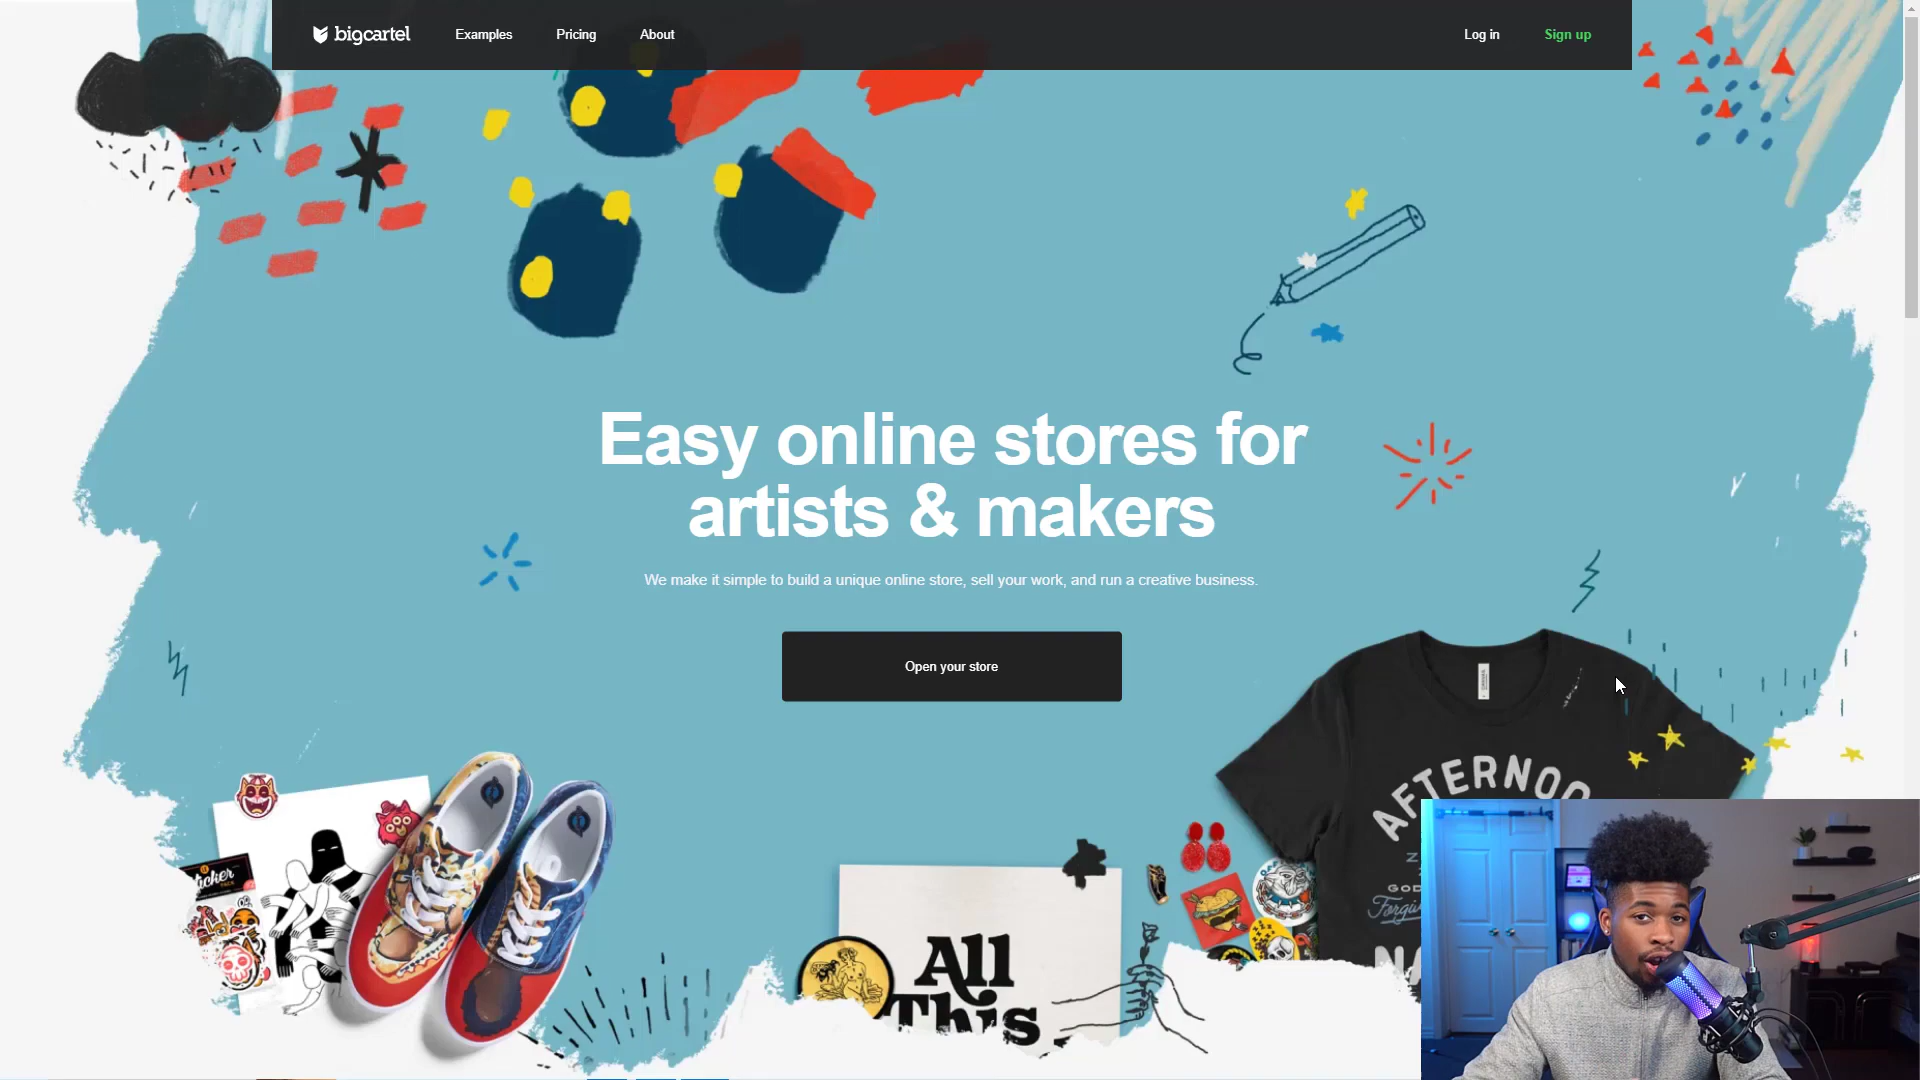 bigcartel
Examples
Pricing
About
Log in
Sign up
Easy online stores for
artists & makers
We make it simple to build a unique online store, sell your work, and run a creative business.
Open your store
AFTERNOO
All
This